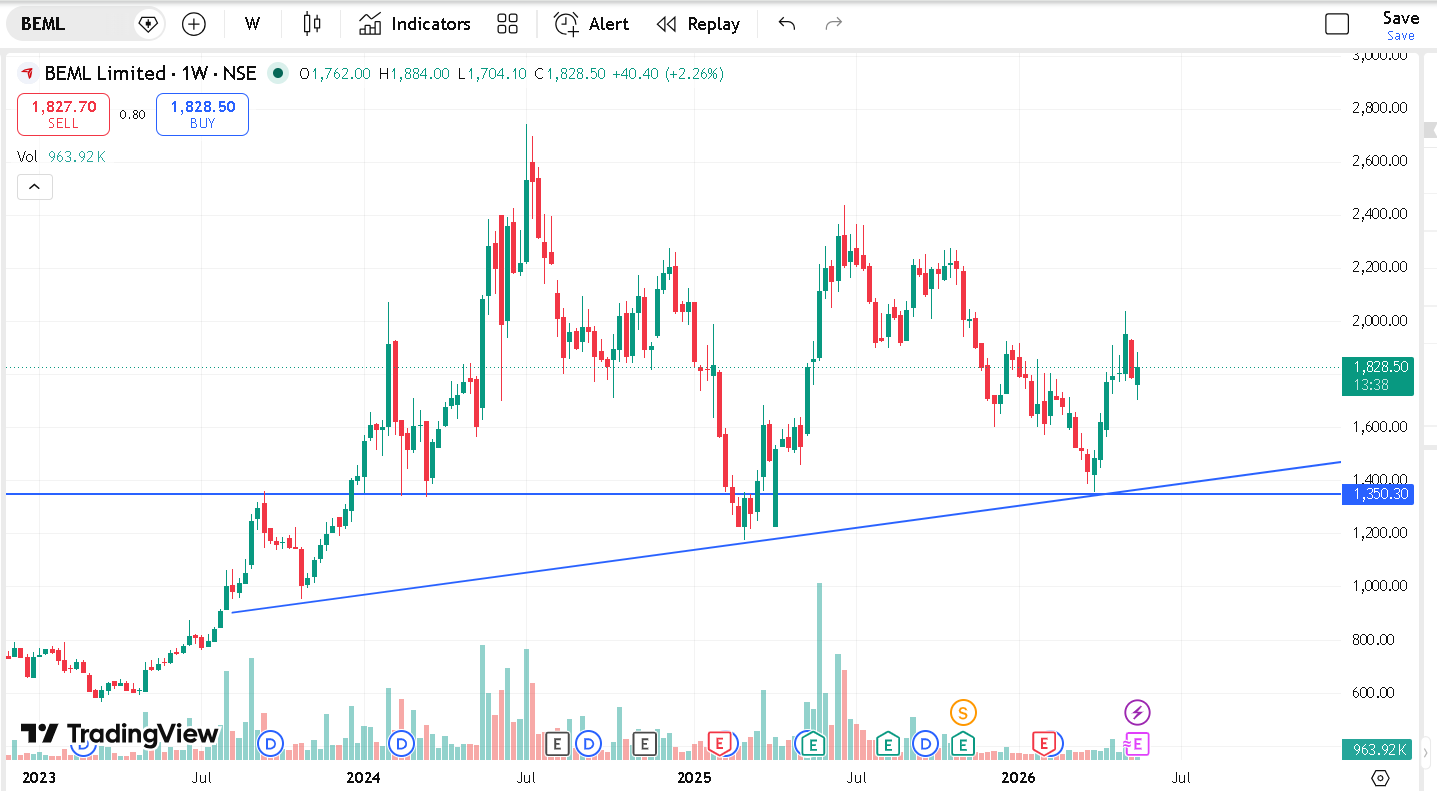 BEML
W
Indicators
Alert
Replay
Save
Save
BEML Limited · 1W · NSE
O1,762.00 H1,884.00 L1,704.10 C1,828.50 +40.40 (+2.26%)
1,827.70
SELL
0.80
1,828.50
BUY
Vol 963.92 K
3,000.00
2,800.00
2,600.00
2,400.00
2,200.00
2,000.00
1,828.50
13:38
1,600.00
1,400.00
1,350.30
1,200.00
1,000.00
800.00
600.00
963.92 K
S
D
D
D
E
D
E
E
E
E
D
E
E
E
TradingView
2023
Jul
2024
Jul
2025
Jul
2026
Jul